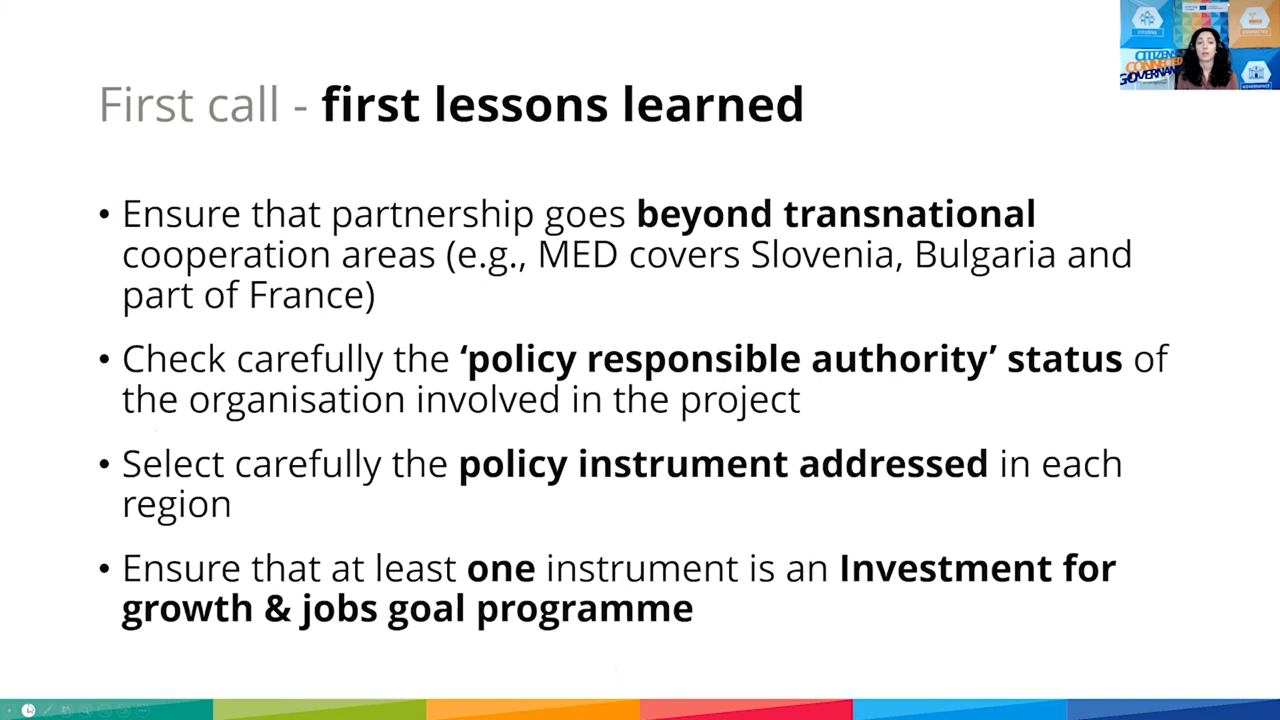 First call - first lessons learned
• Ensure that partnership goes beyond transnational
cooperation areas (e.g., MED covers Slovenia, Bulgaria and
part of France)
• Check carefully the ‘policy responsible authority’ status of
the organisation involved in the project
• Select carefully the policy instrument addressed in each
region
• Ensure that at least one instrument is an Investment for
growth & jobs goal programme
CITIZENS
CONNECTED
GOVERNANCE